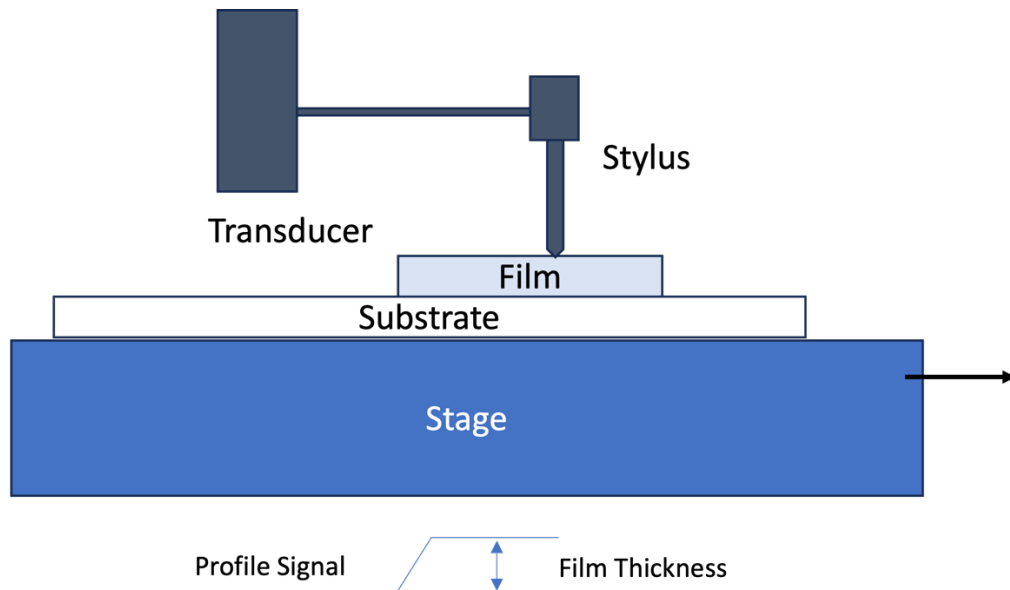 Stylus
Transducer
Film
Substrate
Stage
Profile Signal
Film Thickness